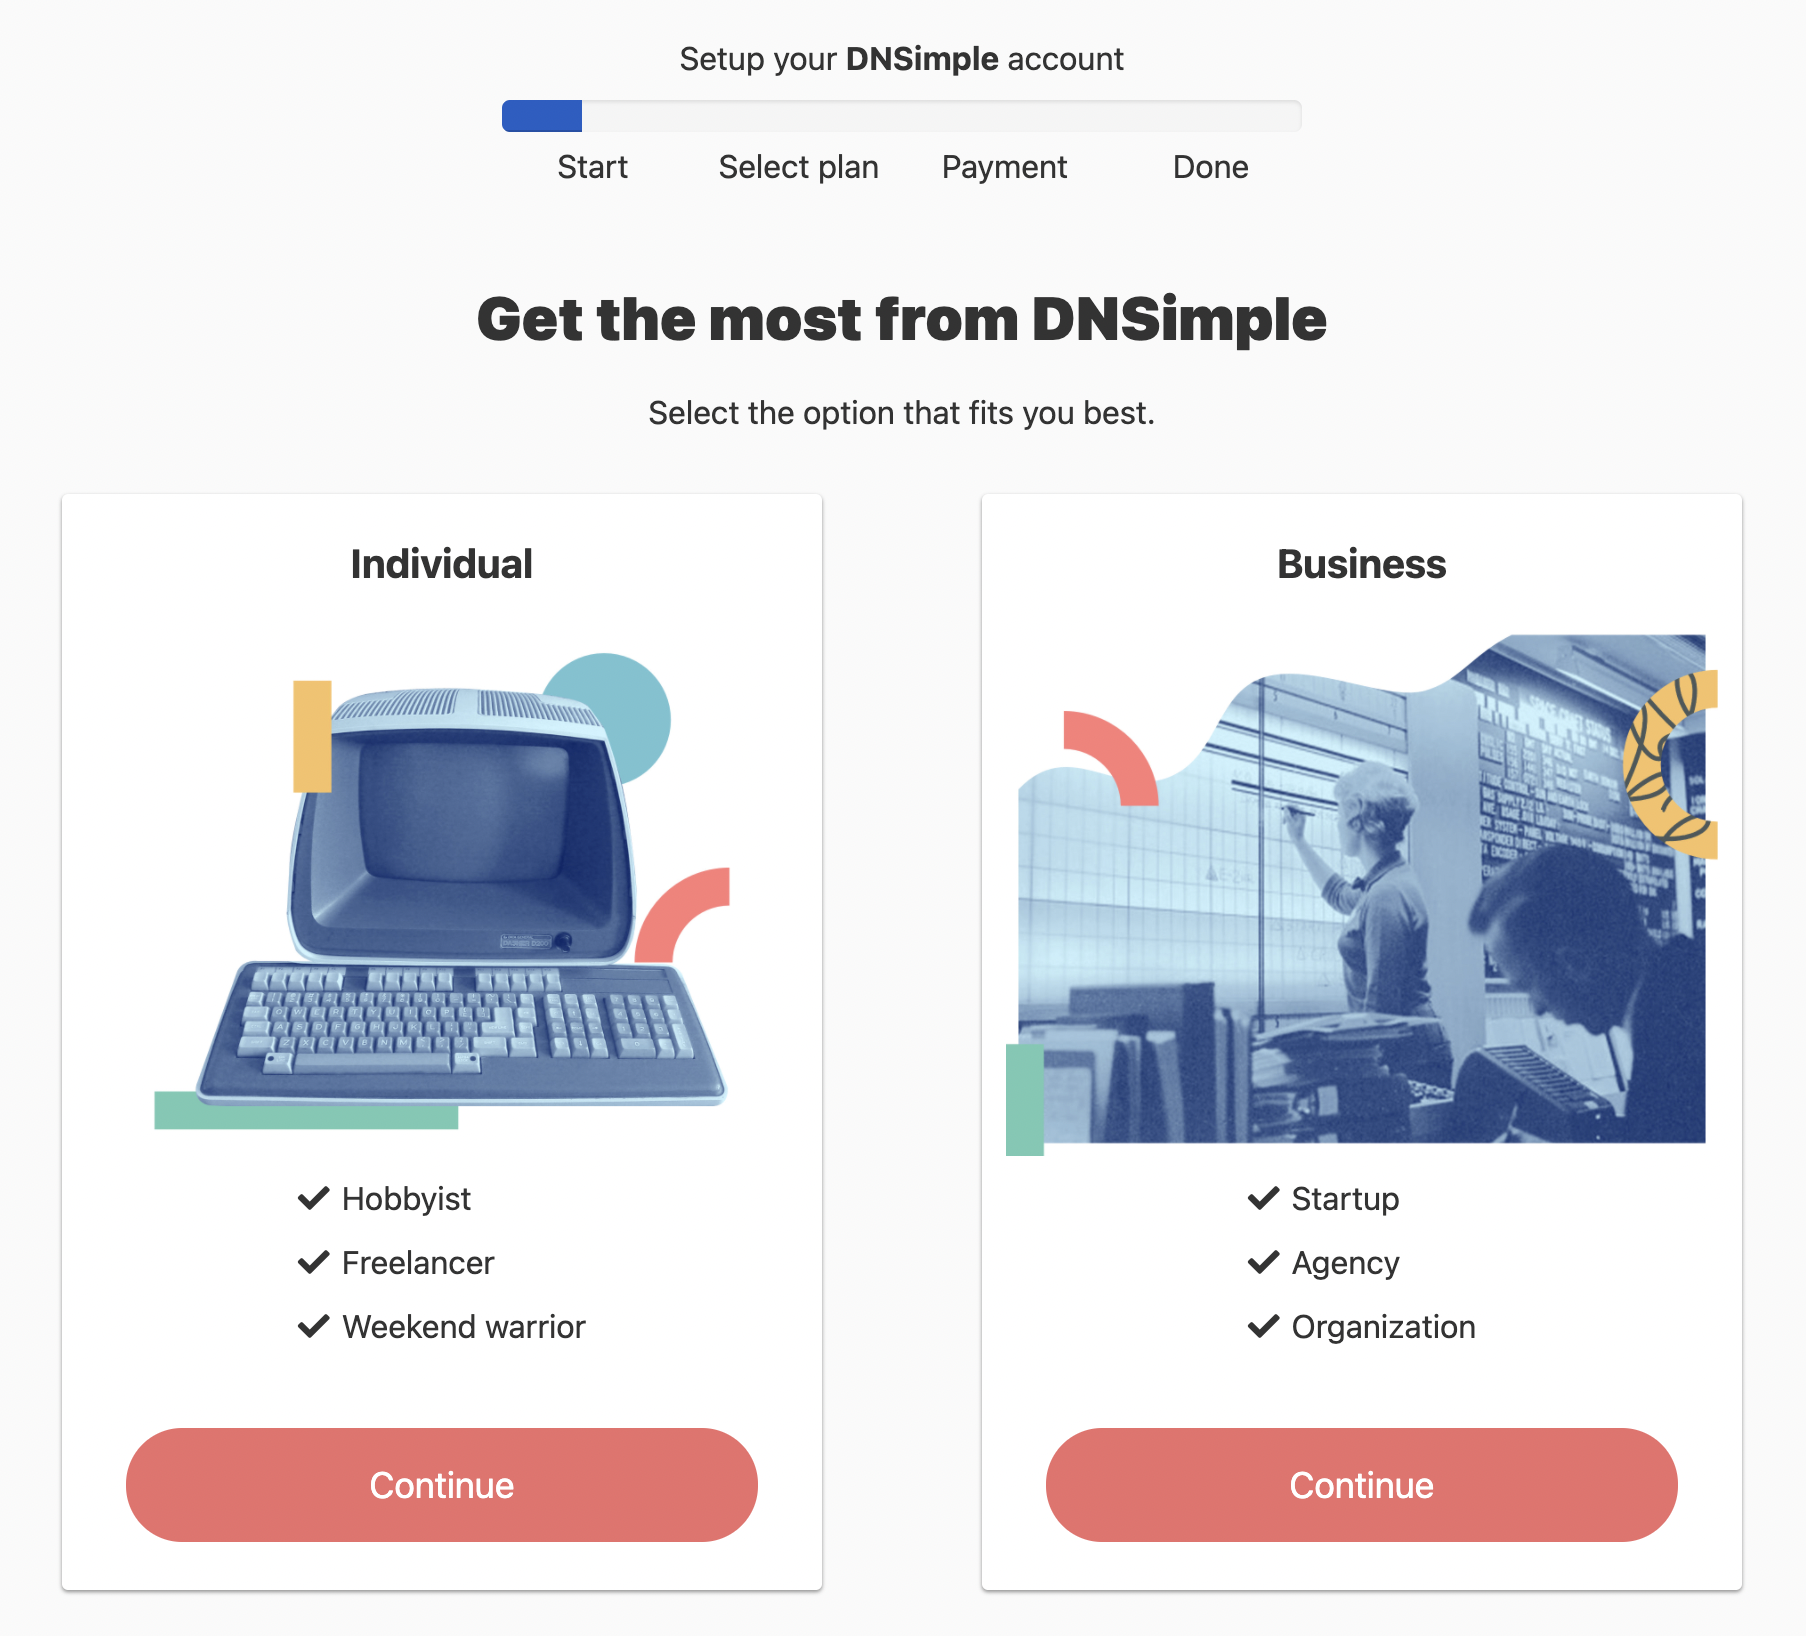 Setup your DNSimple account
Start
Select plan
Payment
Done
Get the most from DNSimple
Select the option that fits you best.
Individual
Hobbyist
Freelancer
Weekend warrior
Continue
Business
Startup
Agency
Organization
Continue